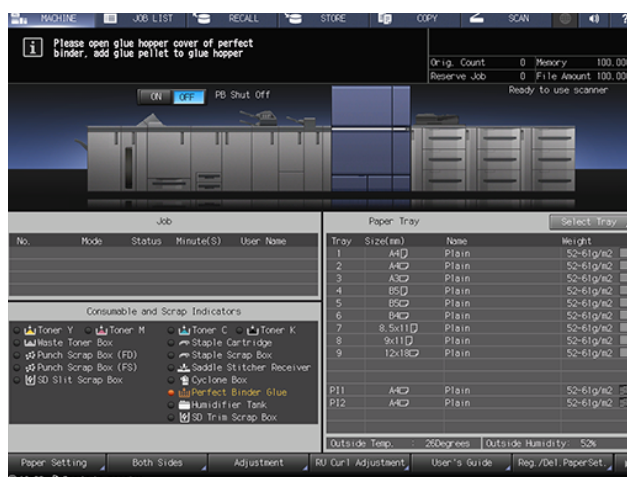 MACHINE JOB LIST RECALL STORE COPY SCAN
Please open glue hopper cover of perfect
binder, add glue pellet to glue hopper
Orig. Count 0 Memory 100.00
Reserve Job 0 File Amount 100.00
Ready to use scanner
ON OFF PB Shut Off
Job
No. Mode Status Minute(S) User Name
Consumable and Scrap Indicators
Toner Y Toner M Toner C Toner K
Waste Toner Box Staple Cartridge
Punch Scrap Box (FD) Staple Scrap Box
Punch Scrap Box (FS) Saddle Stitcher Receiver
SD Slit Scrap Box Cyclone Box
Perfect Binder Glue
Humidifier Tank
SD Trim Scrap Box
Paper Tray Select Tray
Tray Size(mm) Name Weight
1 A4 Plain 52-61g/m2
2 A4 Plain 52-61g/m2
3 A3 Plain 52-61g/m2
4 B5 Plain 52-61g/m2
5 B5 Plain 52-61g/m2
6 B4 Plain 52-61g/m2
7 8.5x11 Plain 52-61g/m2
8 9x11 Plain 52-61g/m2
9 12x18 Plain 52-61g/m2
PI1 A4 Plain 52-61g/m2
PI2 A4 Plain 52-61g/m2
Outside Temp. : 26Degrees Outside Humidity: 52%
Paper Setting Both Sides Adjustment RU Curl Adjustment User's Guide Reg./Del.PaperSet.